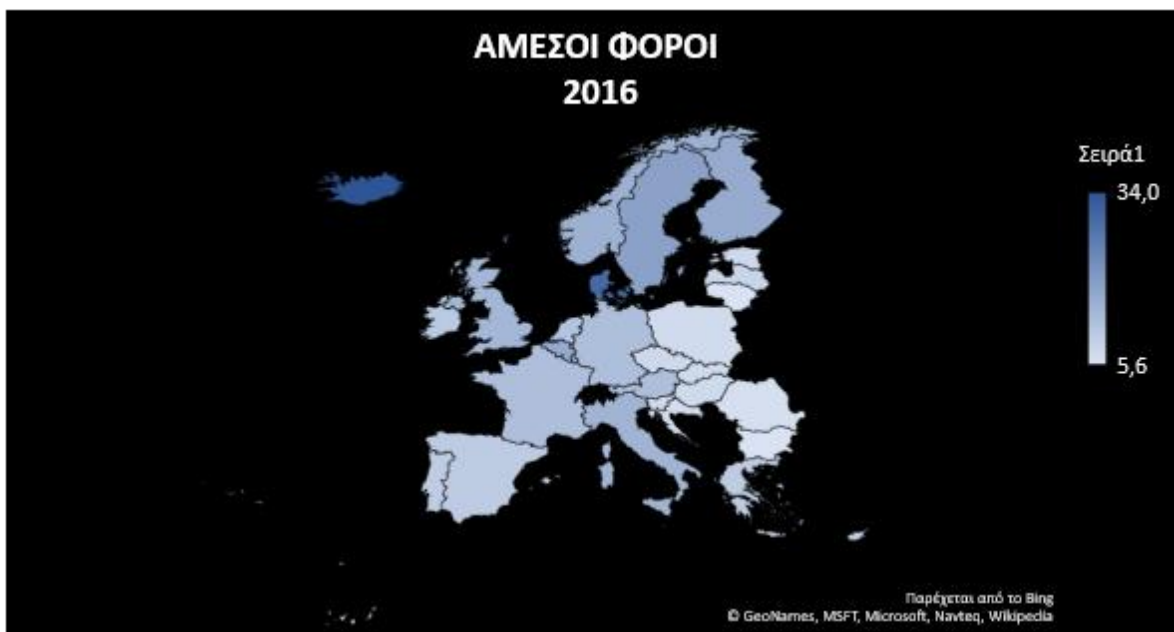 ΑΜΕΣΟΙ ΦΟΡΟΙ
2016
Σειρά1
34,0
5,6
Παρέχεται από το Bing
© GeoNames, MSFT, Microsoft, Navteq, Wikipedia